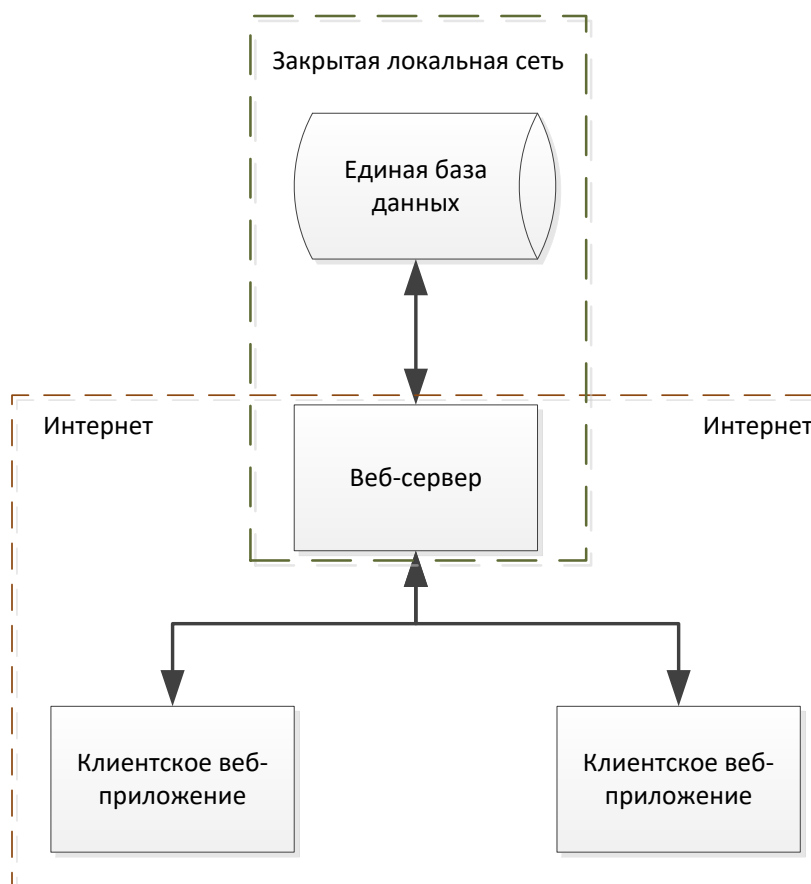 Закрытая локальная сеть
Единая база
данных
Интернет
Интернет
Веб-сервер
Клиентское веб-
приложение
Клиентское веб-
приложение